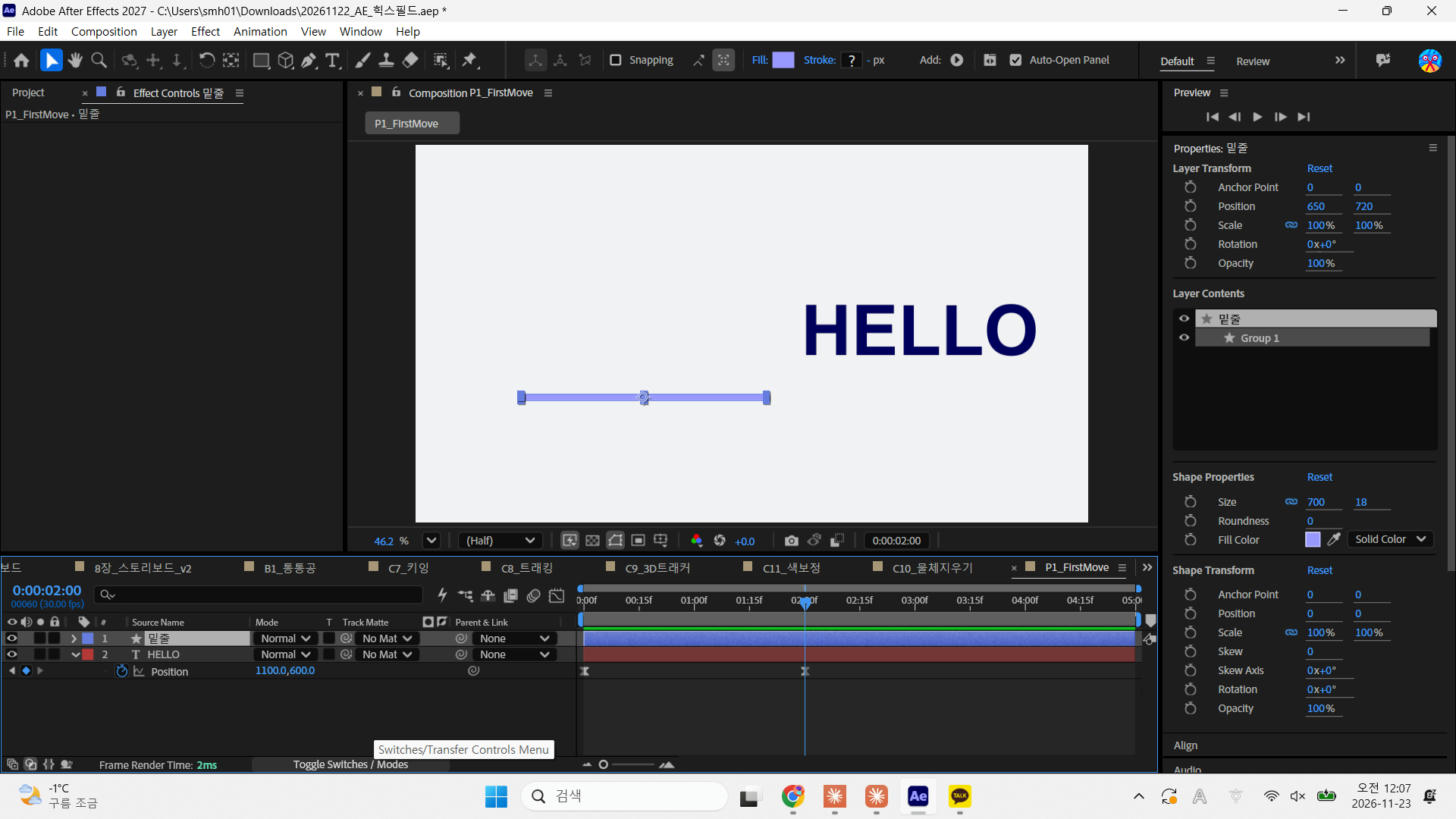 Adobe After Effects 2027 - C:\Users\smh01\Downloads\20261122_AE_힉스필드.aep *
File Edit Composition Layer Effect Animation View Window Help
Snapping Fill: Stroke: ? - px Add: Auto-Open Panel Default Review
Project Effect Controls 밑줄
P1_FirstMove • 밑줄
Composition P1_FirstMove
P1_FirstMove
HELLO
46.2 % (Half) +0.0 0:00:02:00
Preview
Properties: 밑줄
Layer Transform Reset
Anchor Point 0 0
Position 650 720
Scale 100% 100%
Rotation 0x+0°
Opacity 100%
Layer Contents
밑줄
Group 1
Shape Properties Reset
Size 700 18
Roundness 0
Fill Color Solid Color
Shape Transform Reset
Anchor Point 0 0
Position 0 0
Scale 100% 100%
Skew 0
Skew Axis 0x+0°
Rotation 0x+0°
Opacity 100%
Align
Audio
보드 8장_스토리보드_v2 B1_통통공 C7_키잉 C8_트래킹 C9_3D트래커 C11_색보정 C10_물체지우기 P1_FirstMove
0:00:02:00
00060 (30.00 fps)
0:00f 00:15f 01:00f 01:15f 02:00f 02:15f 03:00f 03:15f 04:00f 04:15f 05:0
# Source Name Mode T Track Matte Parent & Link
1 밑줄 Normal No Mat None
2 T HELLO Normal No Mat None
Position 1100.0,600.0
Switches/Transfer Controls Menu
Frame Render Time: 2ms Toggle Switches / Modes
-1°C
구름 조금
검색
Ae
TALK
오전 12:07
2026-11-23